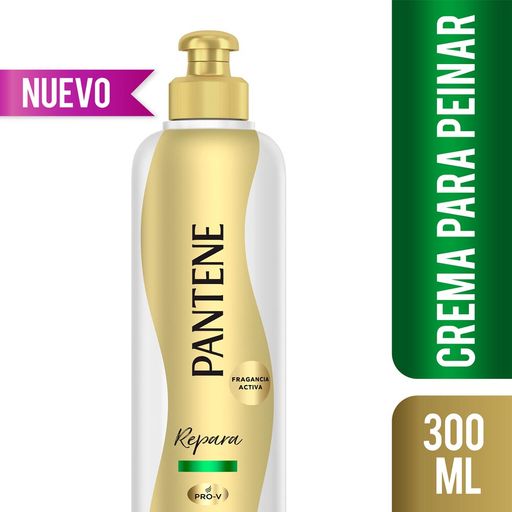 NUEVO
PANTENE
FRAGANCIA
ACTIVA
Repara
PRO-V
CREMA PARA PEINAR
300
ML